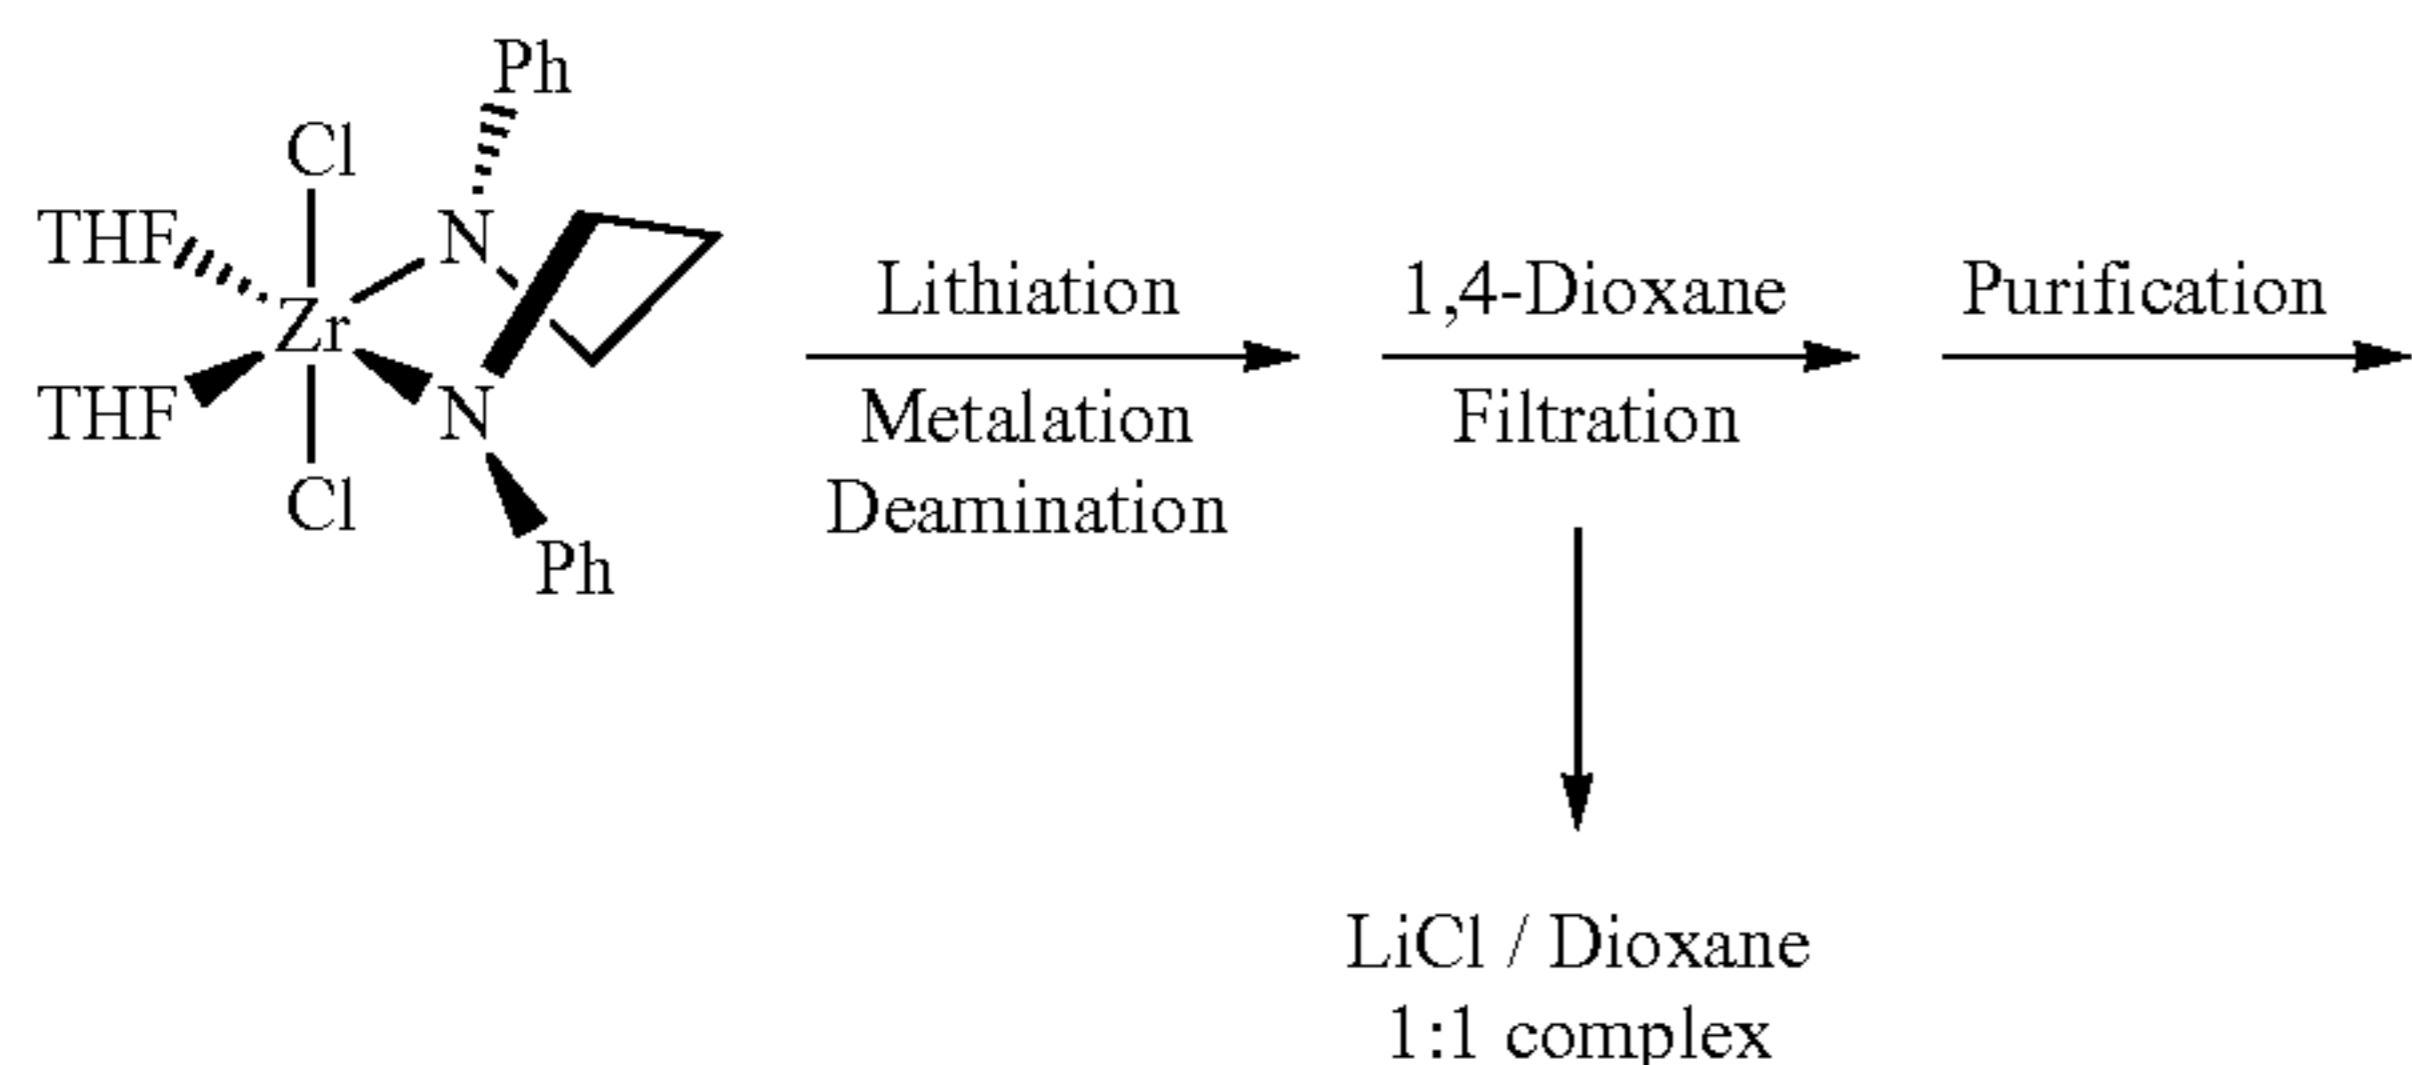 Ph
Cl
THF
N
Zr
THF
N
Cl
Ph
Lithiation
Metalation
Deamination
1,4-Dioxane
Filtration
Purification
LiCl / Dioxane
1:1 complex